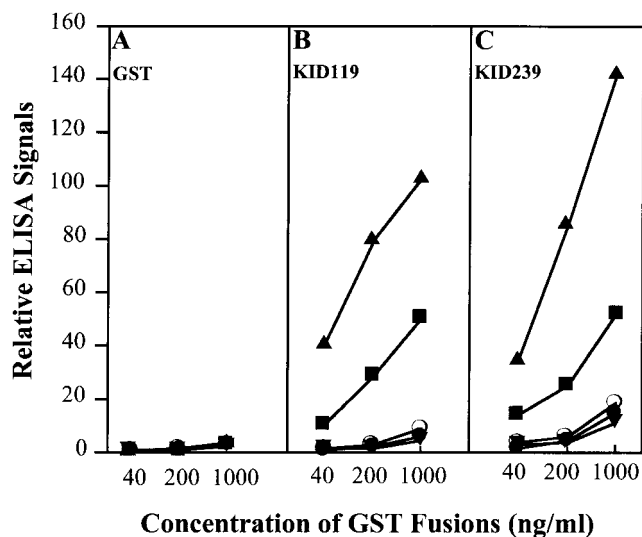 160
140
120
100
80
60
40
20
0
Relative ELISA Signals
A
GST
B
KID119
C
KID239
40 200 1000
40 200 1000
40 200 1000
Concentration of GST Fusions (ng/ml)